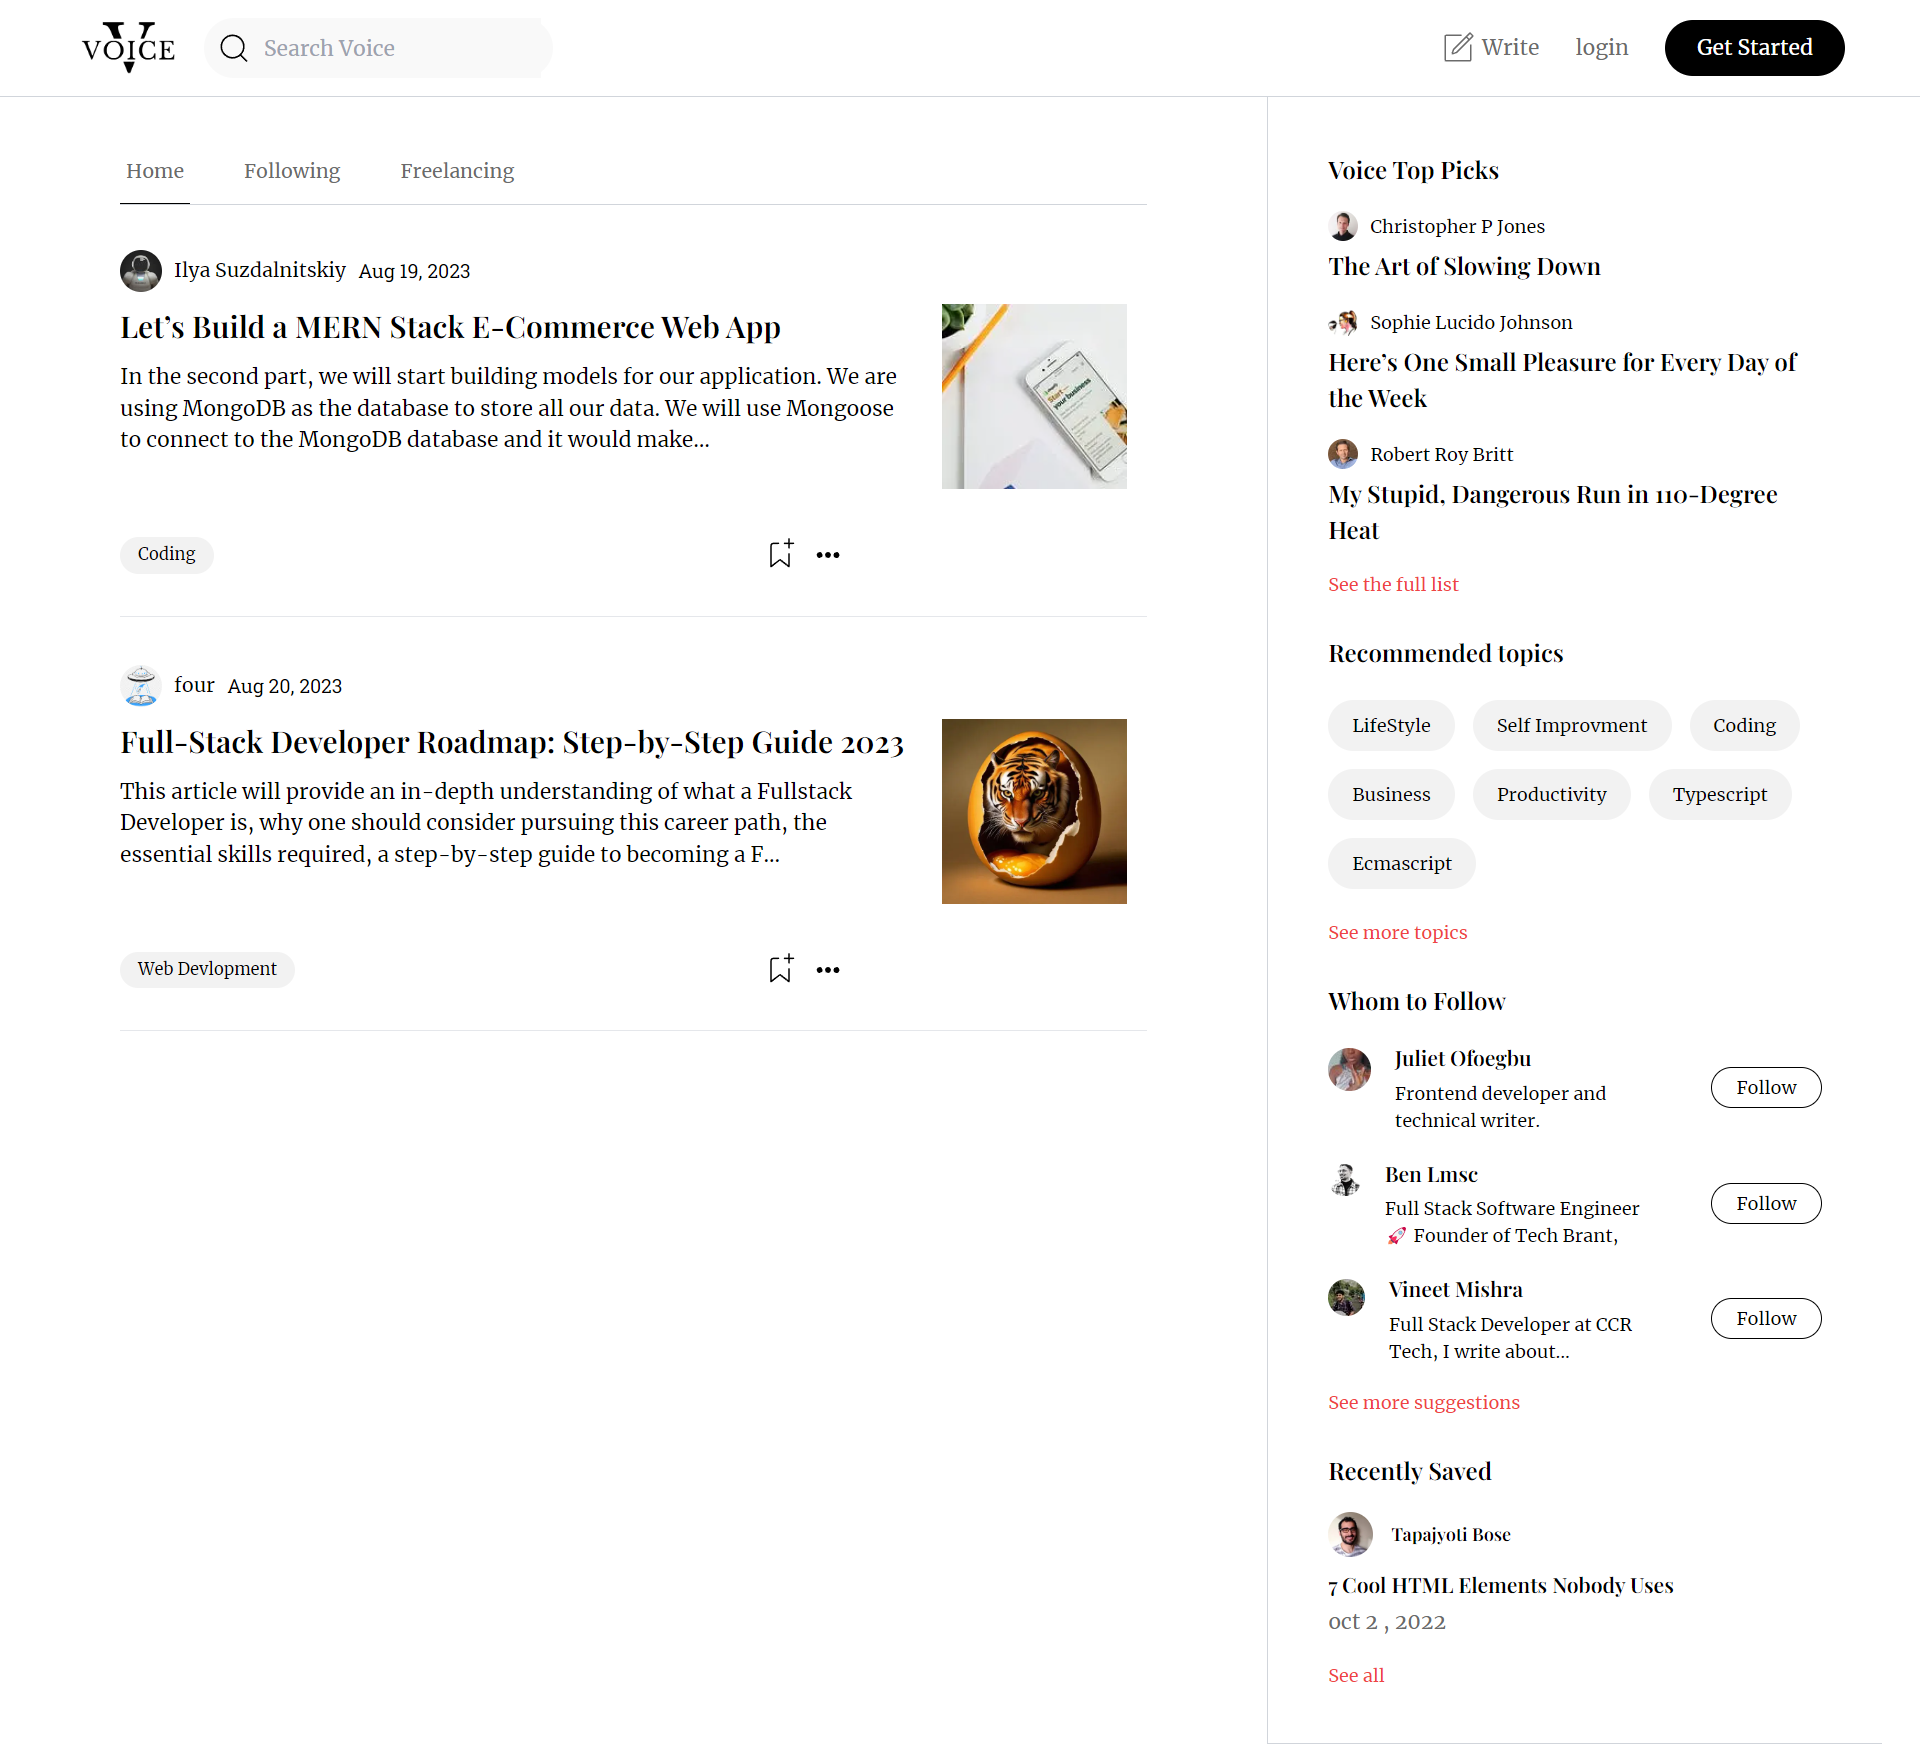 VOICE
Search Voice
Write
login
Get Started
Home
Following
Freelancing
Ilya Suzdalnitskiy Aug 19, 2023
Let’s Build a MERN Stack E-Commerce Web App
In the second part, we will start building models for our application. We are
using MongoDB as the database to store all our data. We will use Mongoose
to connect to the MongoDB database and it would make...
Start
your business
Coding
four Aug 20, 2023
Full-Stack Developer Roadmap: Step-by-Step Guide 2023
This article will provide an in-depth understanding of what a Fullstack
Developer is, why one should consider pursuing this career path, the
essential skills required, a step-by-step guide to becoming a F...
Web Devlopment
Voice Top Picks
Christopher P Jones
The Art of Slowing Down
Sophie Lucido Johnson
Here’s One Small Pleasure for Every Day of
the Week
Robert Roy Britt
My Stupid, Dangerous Run in 110-Degree
Heat
See the full list
Recommended topics
LifeStyle
Self Improvment
Coding
Business
Productivity
Typescript
Ecmascript
See more topics
Whom to Follow
Juliet Ofoegbu
Frontend developer and
technical writer.
Follow
Ben Lmsc
Full Stack Software Engineer
🚀 Founder of Tech Brant,
Follow
Vineet Mishra
Full Stack Developer at CCR
Tech, I write about...
Follow
See more suggestions
Recently Saved
Tapajyoti Bose
7 Cool HTML Elements Nobody Uses
oct 2 , 2022
See all